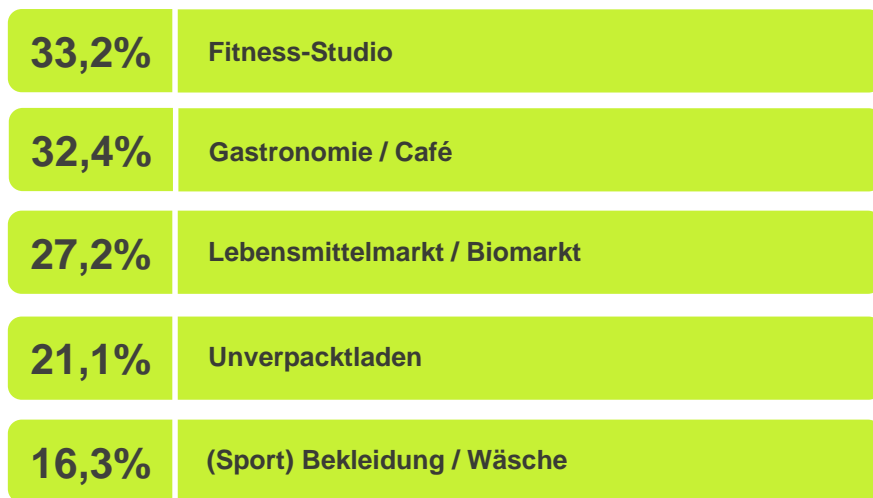 33,2% Fitness-Studio
32,4% Gastronomie / Café
27,2% Lebensmittelmarkt / Biomarkt
21,1% Unverpacktladen
16,3% (Sport) Bekleidung / Wäsche